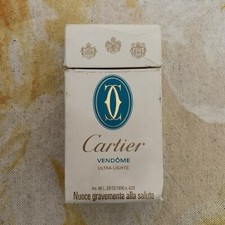 Cartier
VENDÔME
ULTRA LIGHTS
Nuoce gravemente alla salute